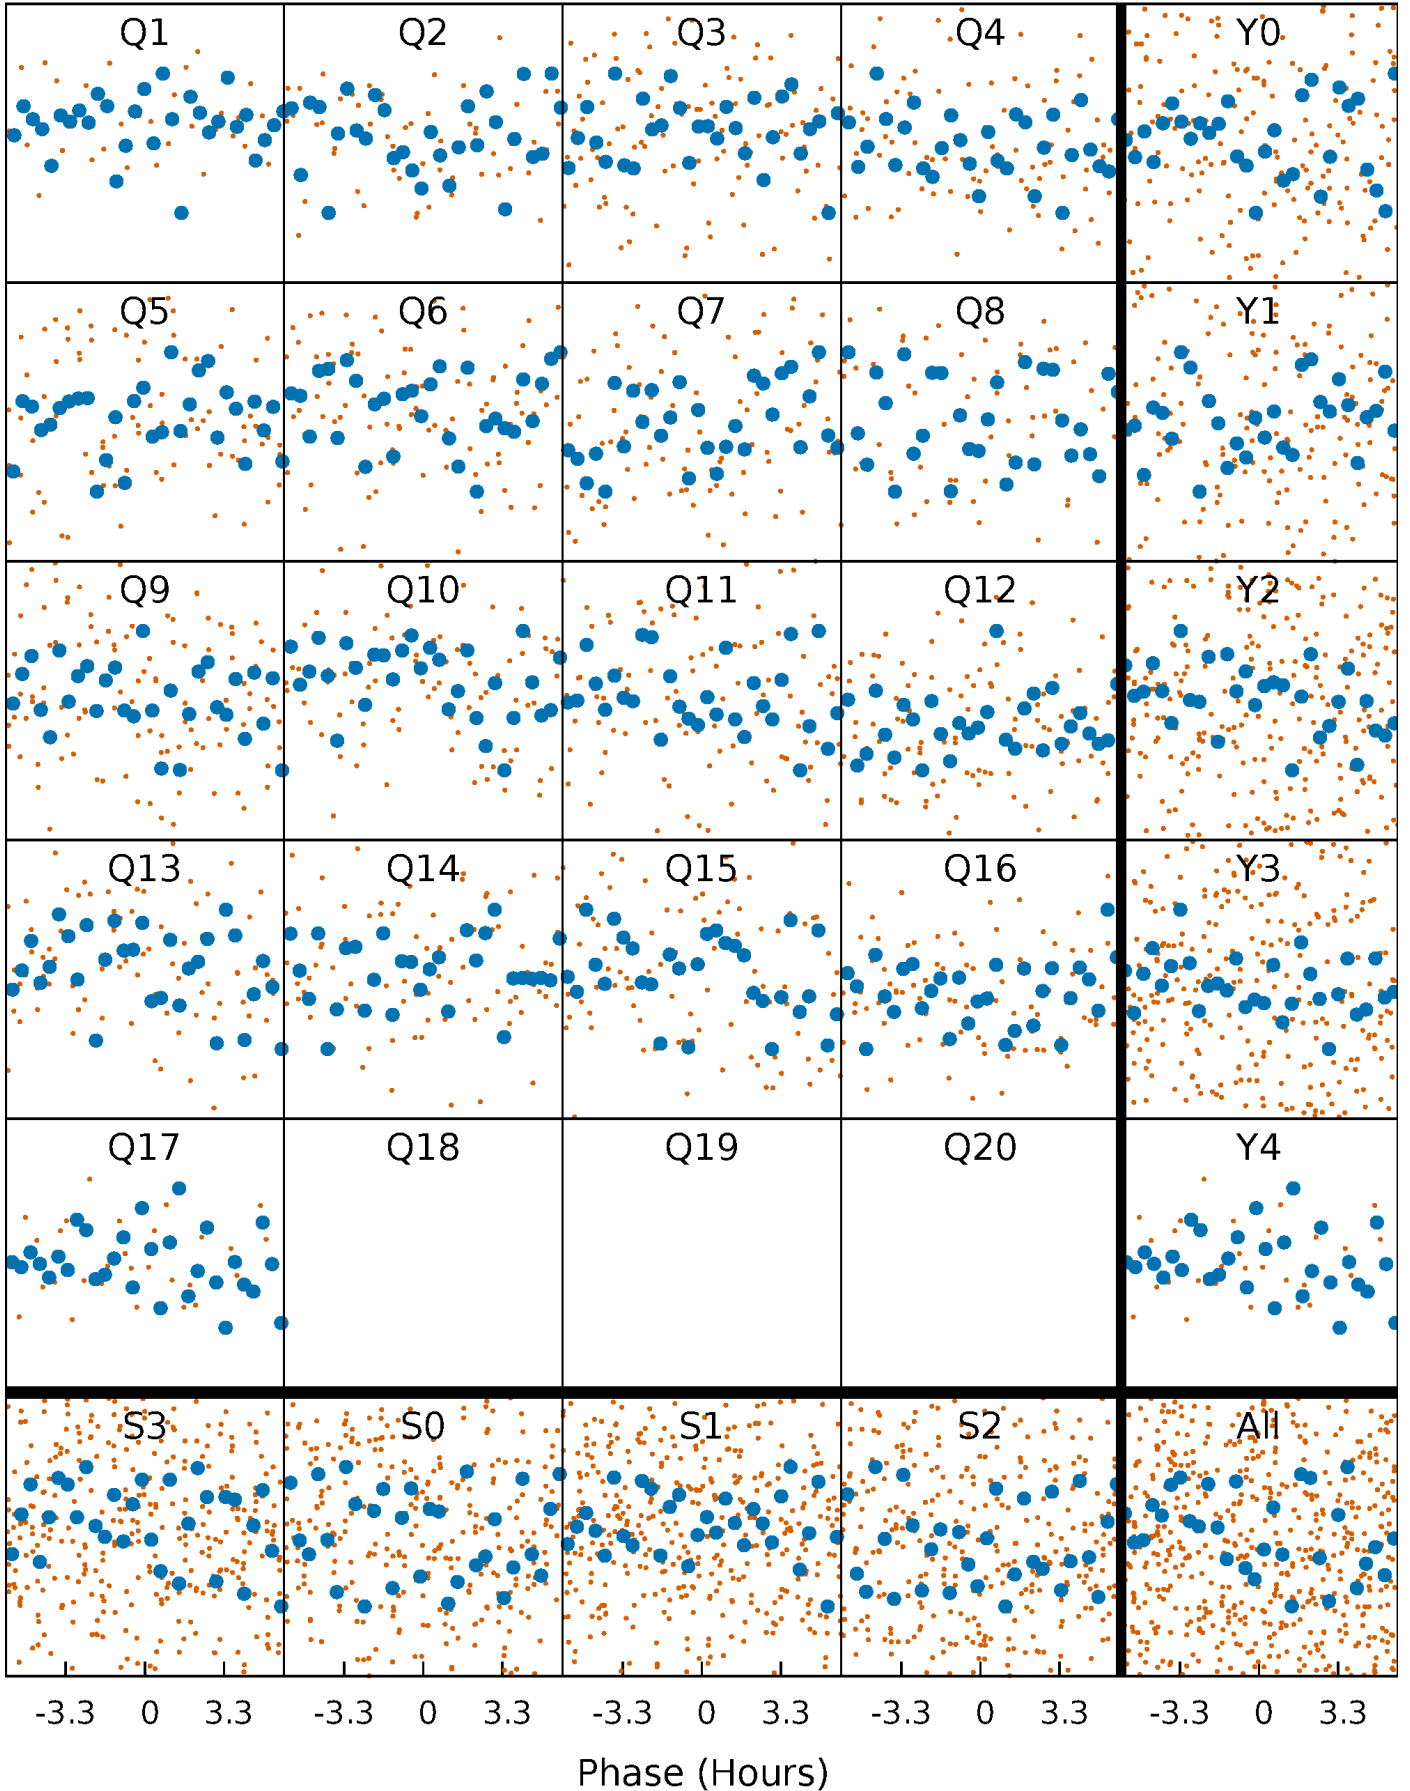 Q1 Q2 Q3 Q4 Y0
Q5 Q6 Q7 Q8 Y1
Q9 Q10 Q11 Q12 Y2
Q13 Q14 Q15 Q16 Y3
Q17 Q18 Q19 Q20 Y4
S3 S0 S1 S2 All
-3.3 0 3.3 -3.3 0 3.3 -3.3 0 3.3 -3.3 0 3.3 -3.3 0 3.3
Phase (Hours)